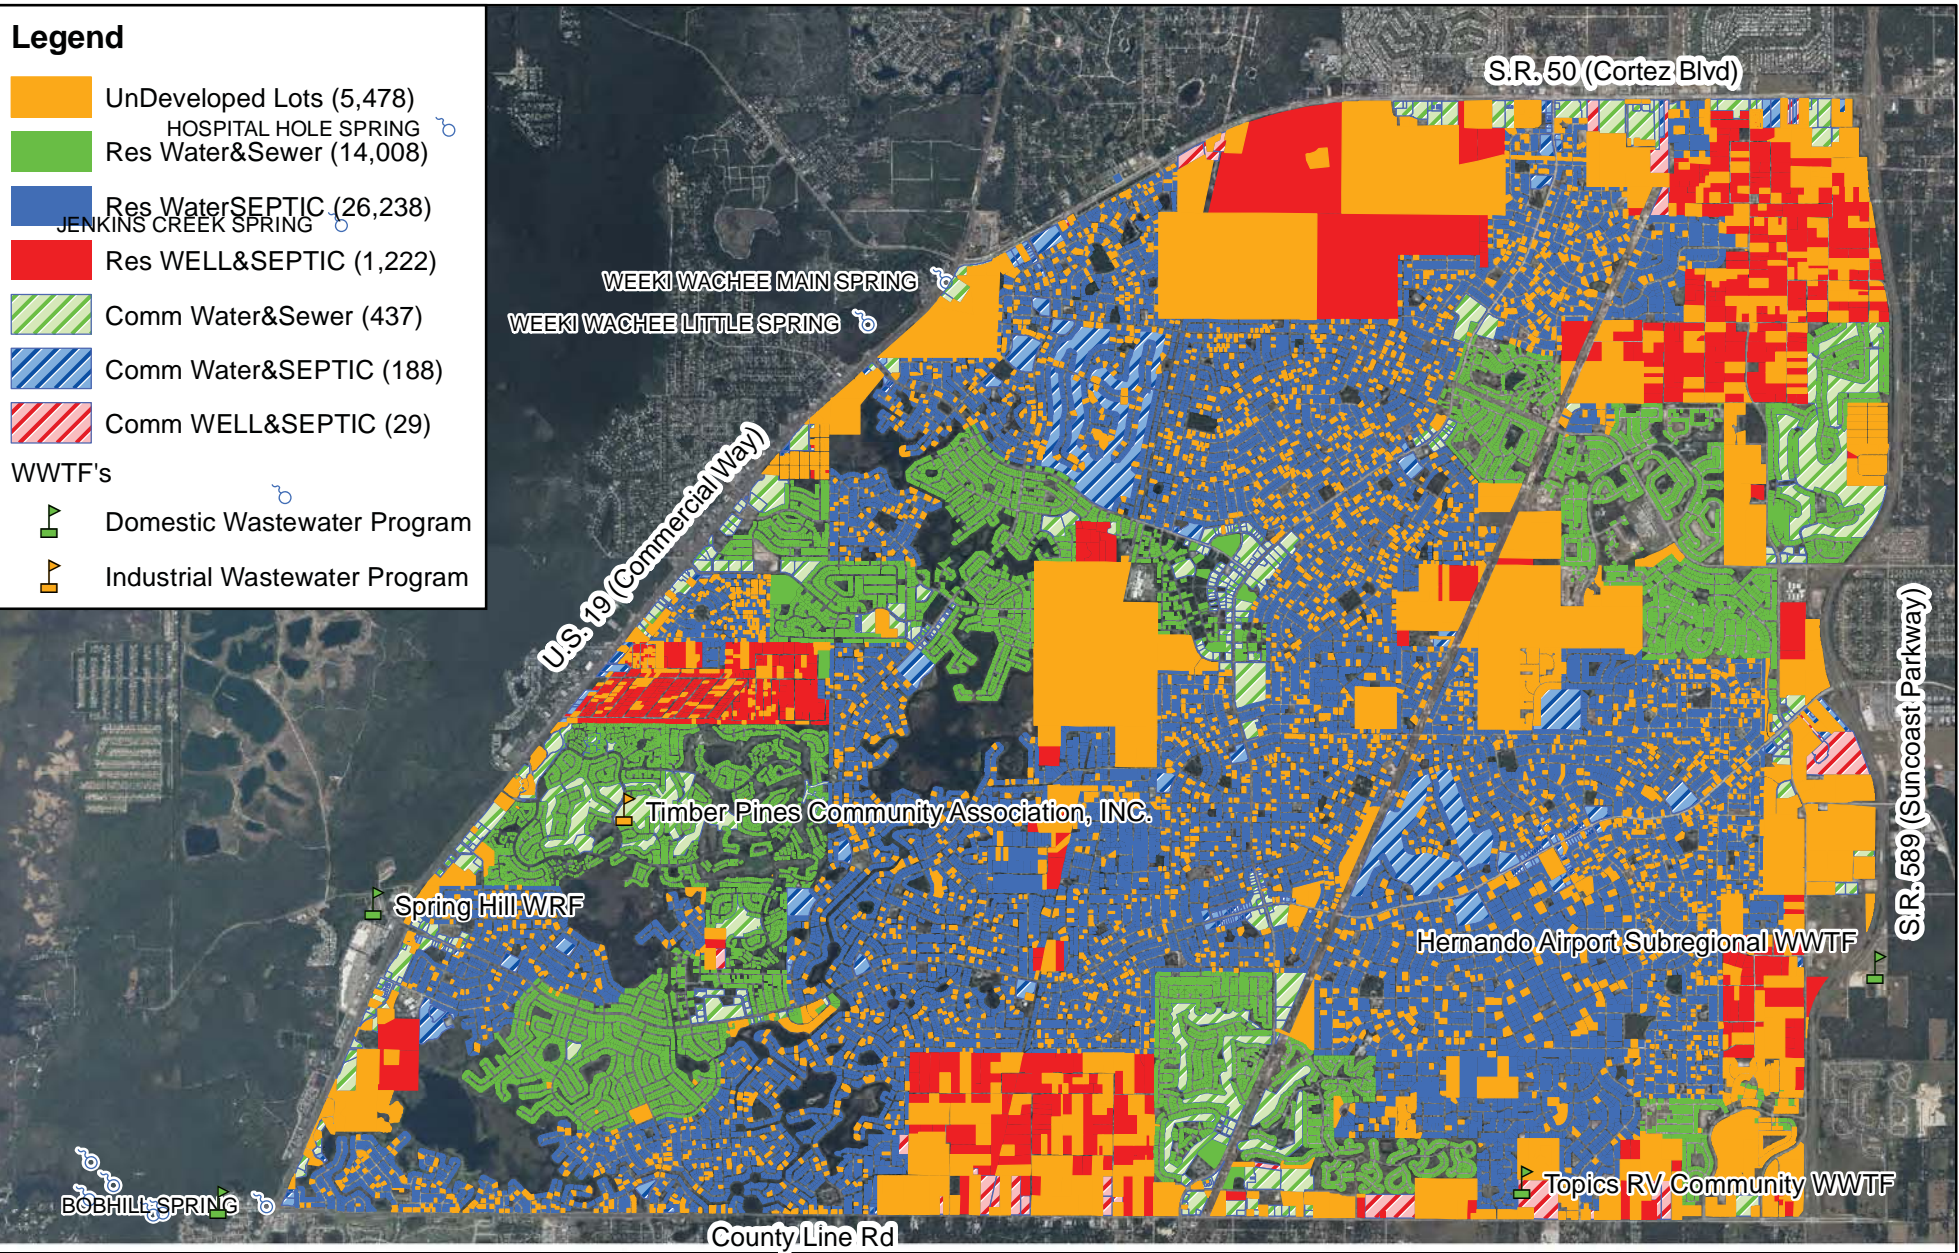 Legend
UnDeveloped Lots (5,478)
HOSPITAL HOLE SPRING
Res Water&Sewer (14,008)
Res WaterSEPTIC (26,238)
JENKINS CREEK SPRING
Res WELL&SEPTIC (1,222)
Comm Water&Sewer (437)
Comm Water&SEPTIC (188)
Comm WELL&SEPTIC (29)
WWTF's
Domestic Wastewater Program
Industrial Wastewater Program
S.R. 50 (Cortez Blvd)
WEEKI WACHEE MAIN SPRING
WEEKI WACHEE LITTLE SPRING
U.S. 19 (Commercial Way)
S.R. 589 (Suncoast Parkway)
Timber Pines Community Association, INC.
Spring Hill WRF
Hernando Airport Subregional WWTF
Topics RV Community WWTF
BOBHILL SPRING
County Line Rd